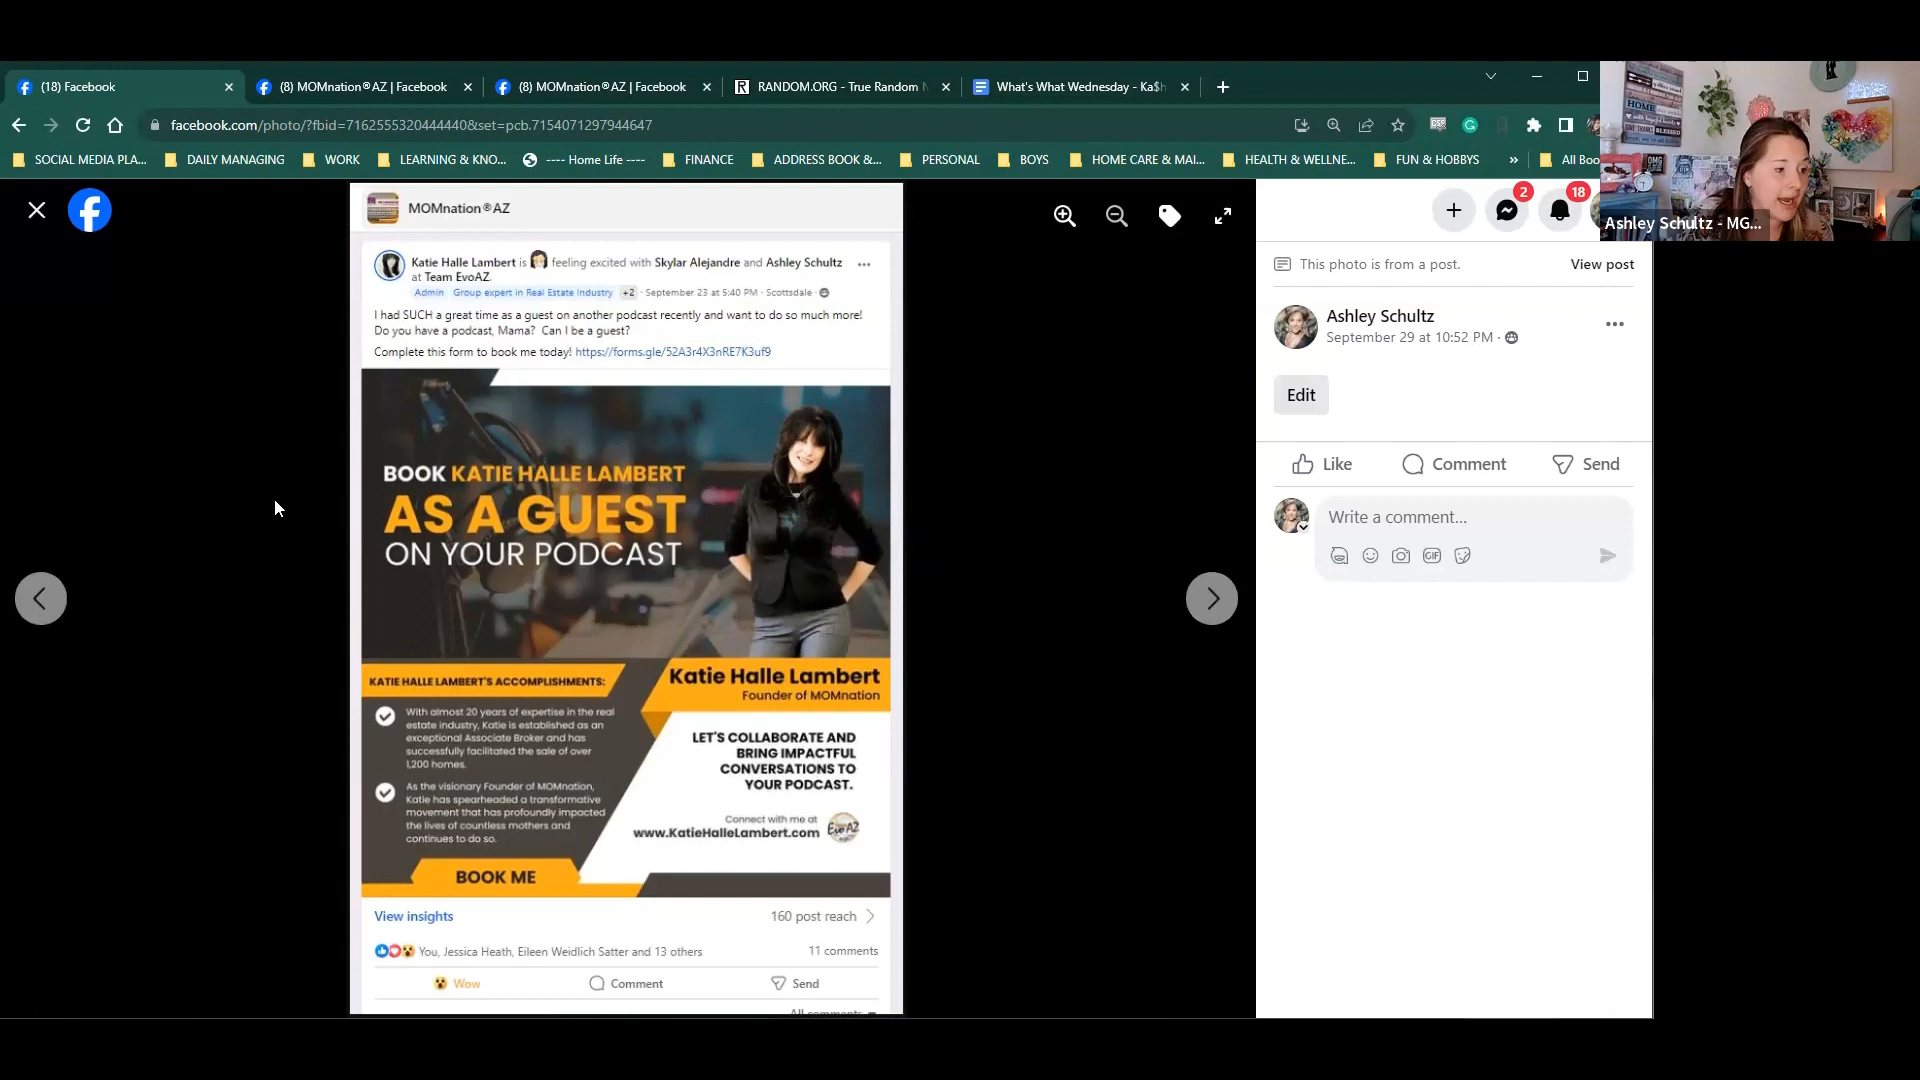 (18) Facebook
(8) MOMnation®AZ | Facebook
(8) MOMnation®AZ | Facebook
RANDOM.ORG - True Random
What's What Wednesday - Ka$h
facebook.com/photo/?fbid=7162555320444440&set=pcb.7154071297944647
SOCIAL MEDIA PLA...
DAILY MANAGING
WORK
LEARNING & KNO...
---- Home Life ----
FINANCE
ADDRESS BOOK &...
PERSONAL
BOYS
HOME CARE & MAI...
HEALTH & WELLNE...
FUN & HOBBYS
»
All Boo
HOME
BLESSED
OMG
Ashley Schultz - MG...
MOMnation®AZ
Katie Halle Lambert is feeling excited with Skylar Alejandre and Ashley Schultz
at Team EvoAZ.
Admin Group expert in Real Estate Industry +2 · September 23 at 5:40 PM · Scottsdale ·
I had SUCH a great time as a guest on another podcast recently and want to do so much more!
Do you have a podcast, Mama? Can I be a guest?
Complete this form to book me today! https://forms.gle/52A3r4X3nRE7K3uf9
BOOK KATIE HALLE LAMBERT
AS A GUEST
ON YOUR PODCAST
KATIE HALLE LAMBERT'S ACCOMPLISHMENTS:
With almost 20 years of expertise in the real
estate industry, Katie is established as an
exceptional Associate Broker and has
successfully facilitated the sale of over
1,200 homes.
As the visionary Founder of MOMnation,
Katie has spearheaded a transformative
movement that has profoundly impacted
the lives of countless mothers and
continues to do so.
BOOK ME
Katie Halle Lambert
Founder of MOMnation
LET'S COLLABORATE AND
BRING IMPACTFUL
CONVERSATIONS TO
YOUR PODCAST.
Connect with me at
www.KatieHalleLambert.com
Evo AZ
View insights
160 post reach
You, Jessica Heath, Eileen Weidlich Satter and 13 others
11 comments
Wow
Comment
Send
All comments
2
18
This photo is from a post.
View post
Ashley Schultz
September 29 at 10:52 PM ·
Edit
Like
Comment
Send
Write a comment...
GIF